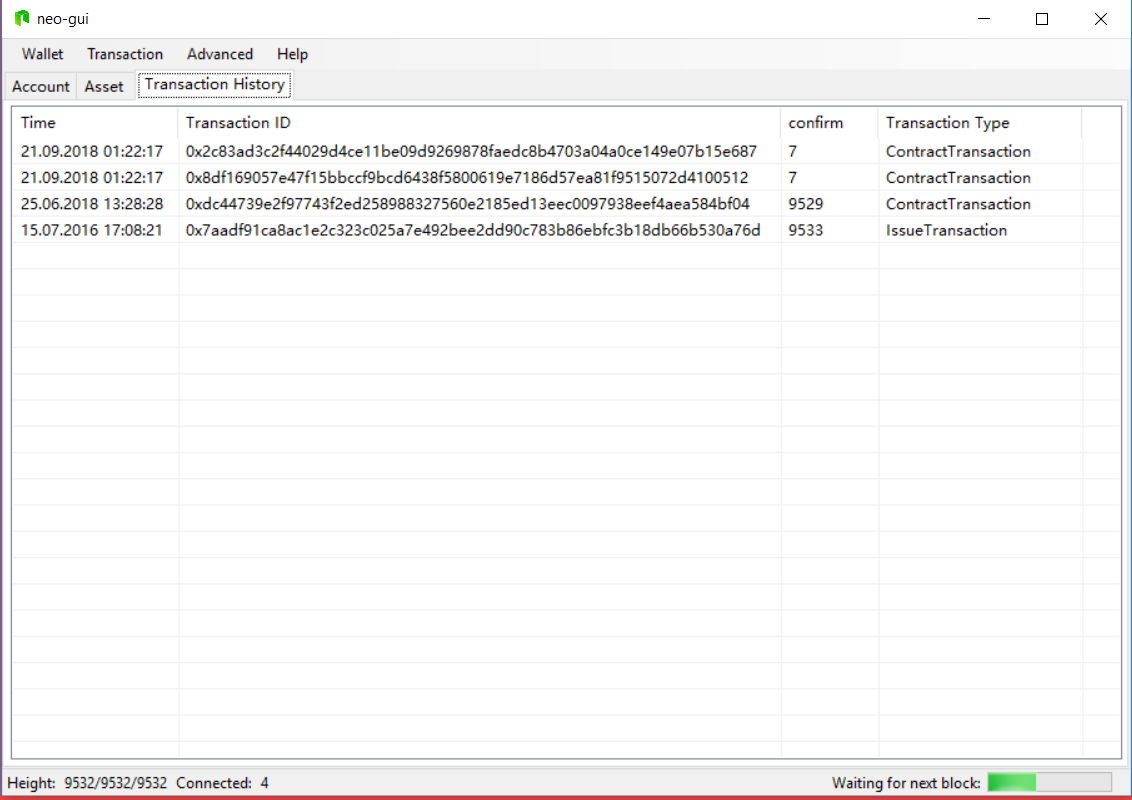 neo-gui
Wallet Transaction Advanced Help
Account Asset Transaction History
Time Transaction ID confirm Transaction Type
21.09.2018 01:22:17 0x2c83ad3c2f44029d4ce11be09d9269878faedc8b4703a04a0ce149e07b15e687 7 ContractTransaction
21.09.2018 01:22:17 0x8df169057e47f15bbccf9bcd6438f5800619e7186d57ea81f9515072d4100512 7 ContractTransaction
25.06.2018 13:28:28 0xdc44739e2f97743f2ed258988327560e2185ed13eec0097938eef4aea584bf04 9529 ContractTransaction
15.07.2016 17:08:21 0x7aadf91ca8ac1e2c323c025a7e492bee2dd90c783b86ebfc3b18db66b530a76d 9533 IssueTransaction
Height: 9532/9532/9532 Connected: 4 Waiting for next block: